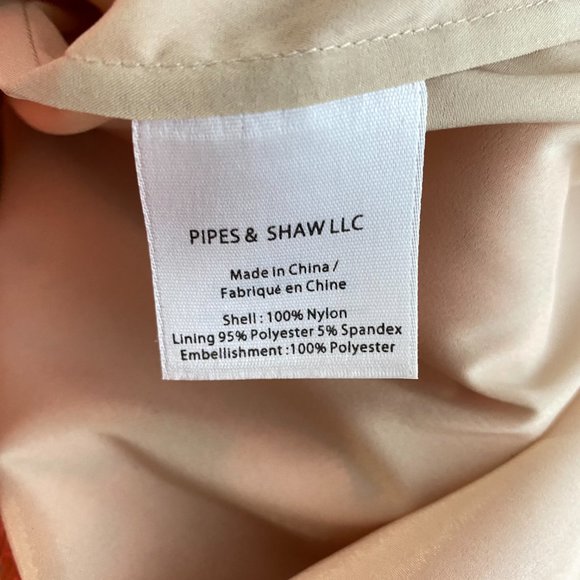 PIPES & SHAW LLC
Made in China /
Fabriqué en Chine
Shell : 100% Nylon
Lining 95% Polyester 5% Spandex
Embellishment :100% Polyester